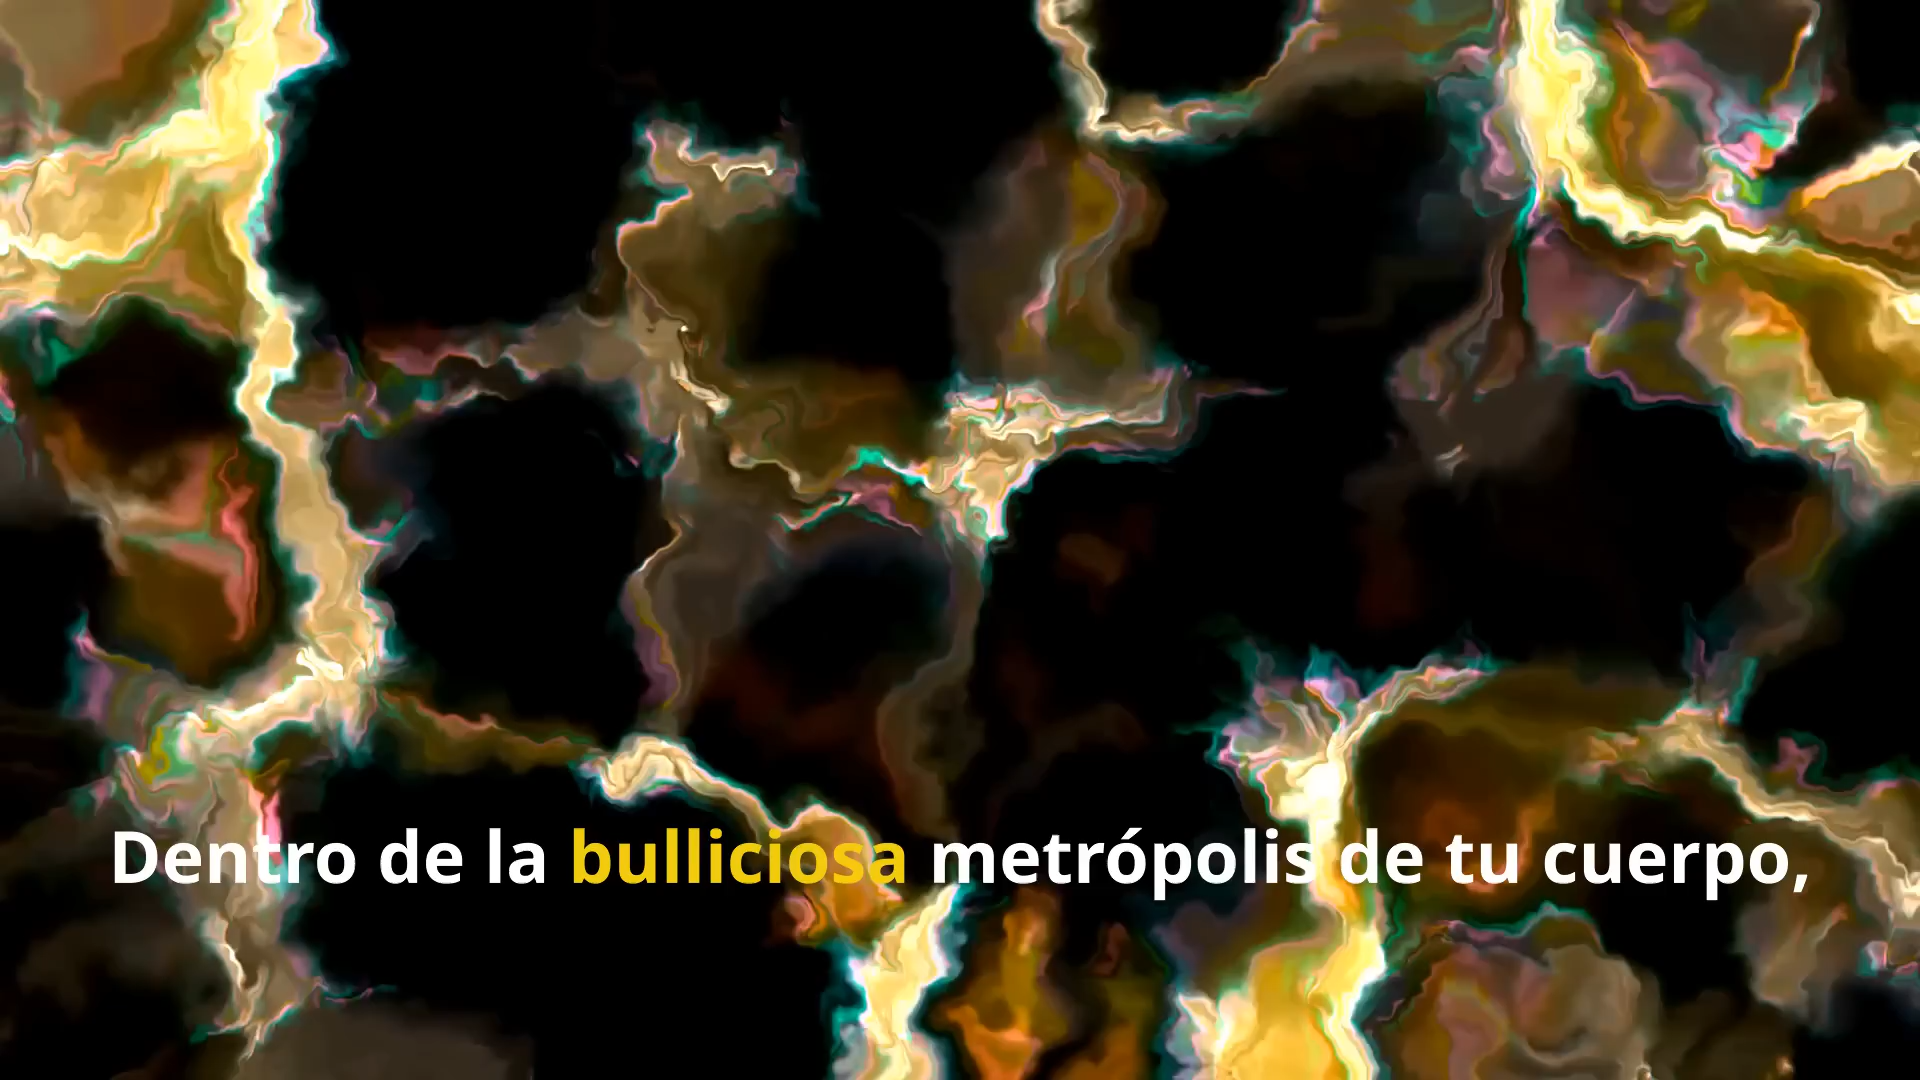 Dentro de la bulliciosa metrópolis de tu cuerpo,